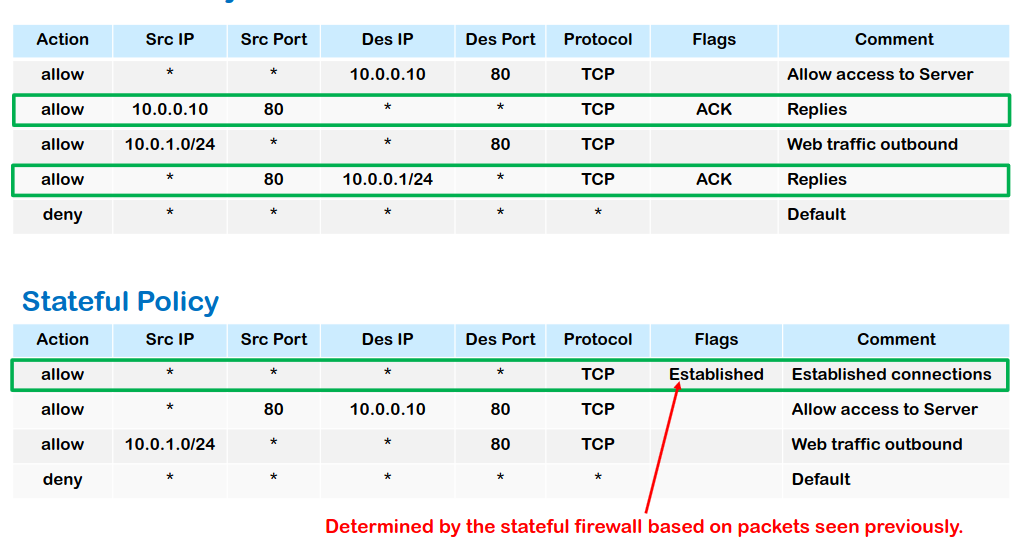 Action Src IP Src Port Des IP Des Port Protocol Flags Comment
allow * * 10.0.0.10 80 TCP Allow access to Server
allow 10.0.0.10 80 * * TCP ACK Replies
allow 10.0.1.0/24 * * 80 TCP Web traffic outbound
allow * 80 10.0.0.1/24 * TCP ACK Replies
deny * * * * * Default
Stateful Policy
Action Src IP Src Port Des IP Des Port Protocol Flags Comment
allow * * * * TCP Established Established connections
allow * 80 10.0.0.10 80 TCP Allow access to Server
allow 10.0.1.0/24 * * 80 TCP Web traffic outbound
deny * * * * * Default
Determined by the stateful firewall based on packets seen previously.